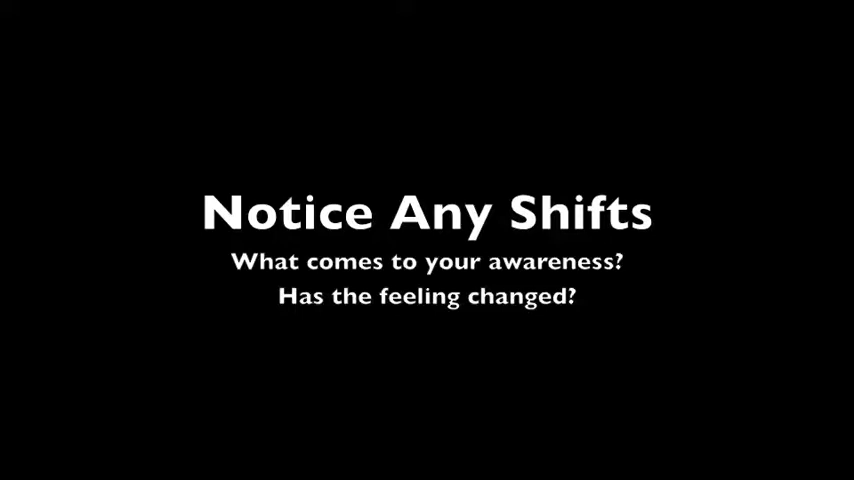 Notice Any Shifts
What comes to your awareness?
Has the feeling changed?